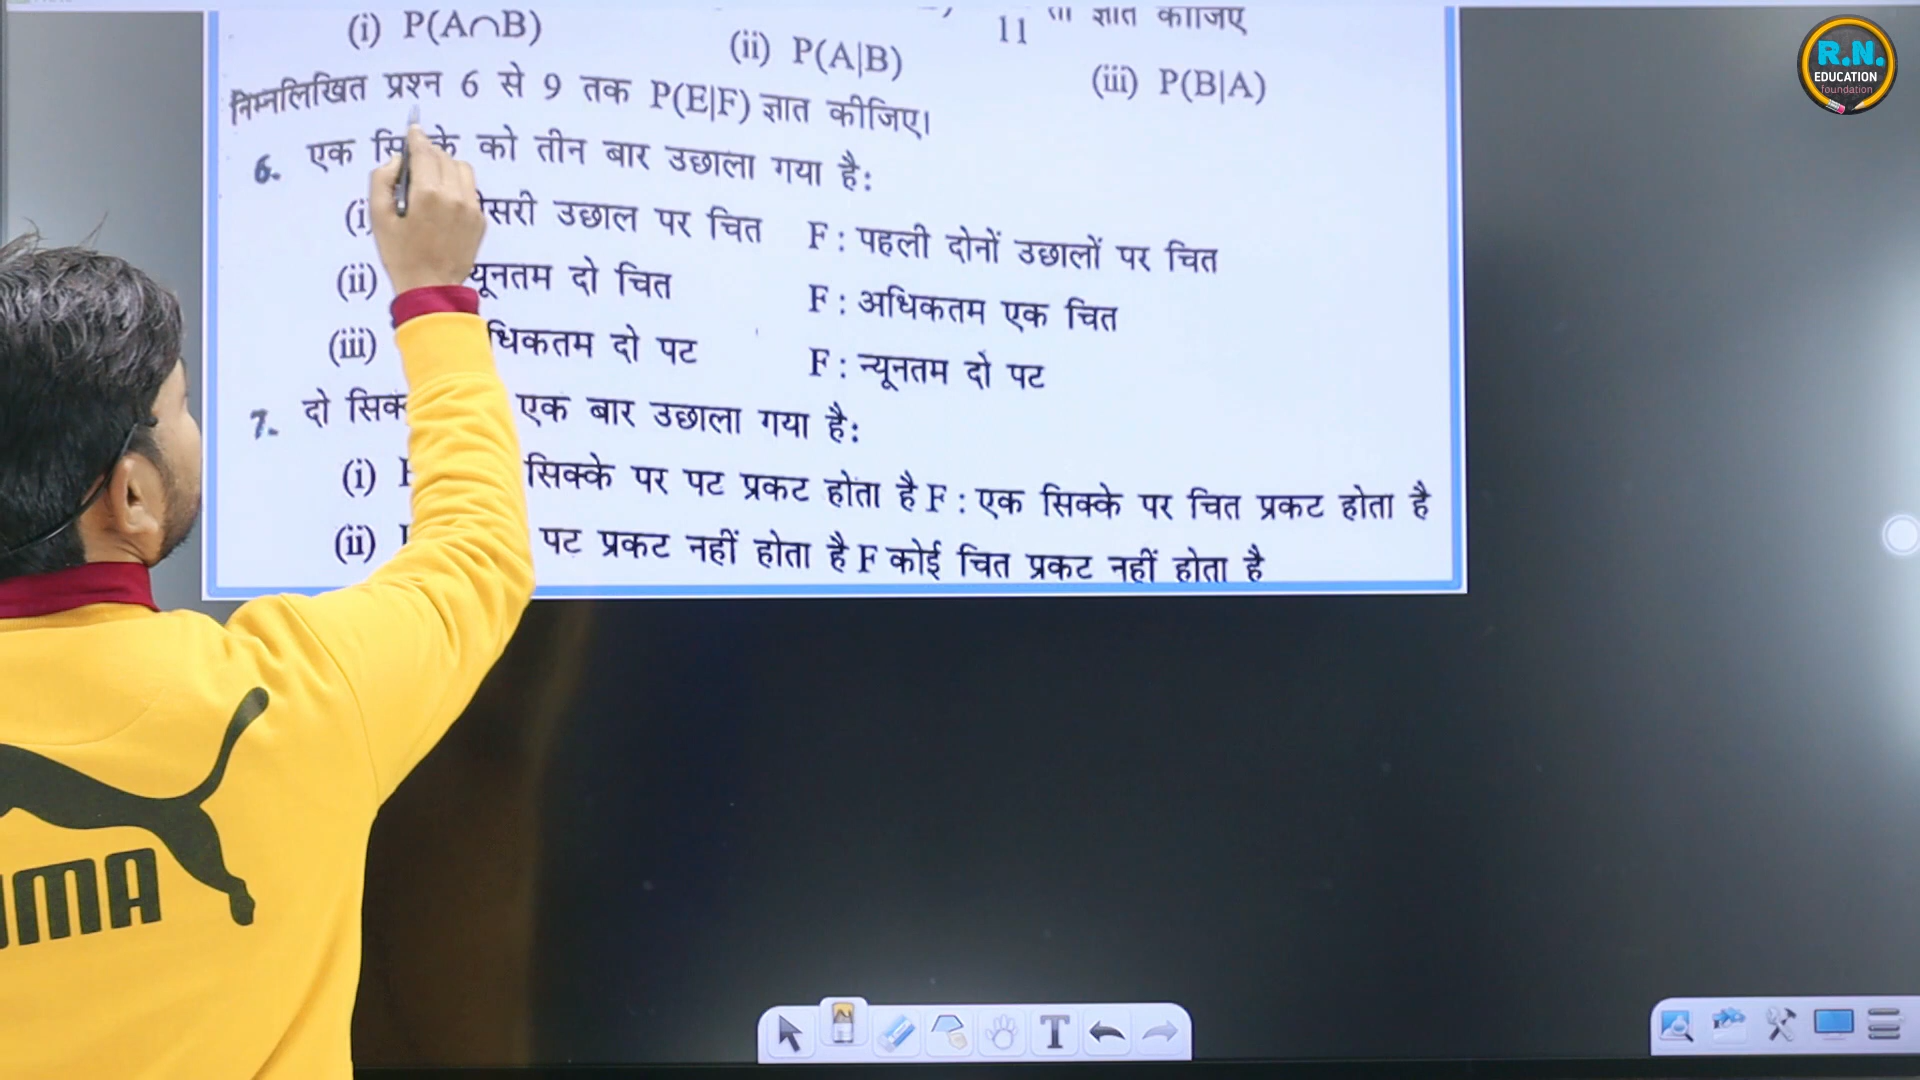 (i) P(A∩B) (ii) P(A|B) (iii) P(B|A)
11 ज्ञात कीजिए
निम्नलिखित प्रश्न 6 से 9 तक P(E|F) ज्ञात कीजिए।
6. एक के को तीन बार उछाला गया है:
(i) सरी उछाल पर चित F : पहली दोनों उछालों पर चित
(ii) यूनतम दो चित F : अधिकतम एक चित
(iii) धिकतम दो पट F : न्यूनतम दो पट
7. दो सिक एक बार उछाला गया है:
(i) सिक्के पर पट प्रकट होता है F : एक सिक्के पर चित प्रकट होता है
(ii) पट प्रकट नहीं होता है F कोई चित प्रकट नहीं होता है
R.N.
EDUCATION
foundation
UMA
T